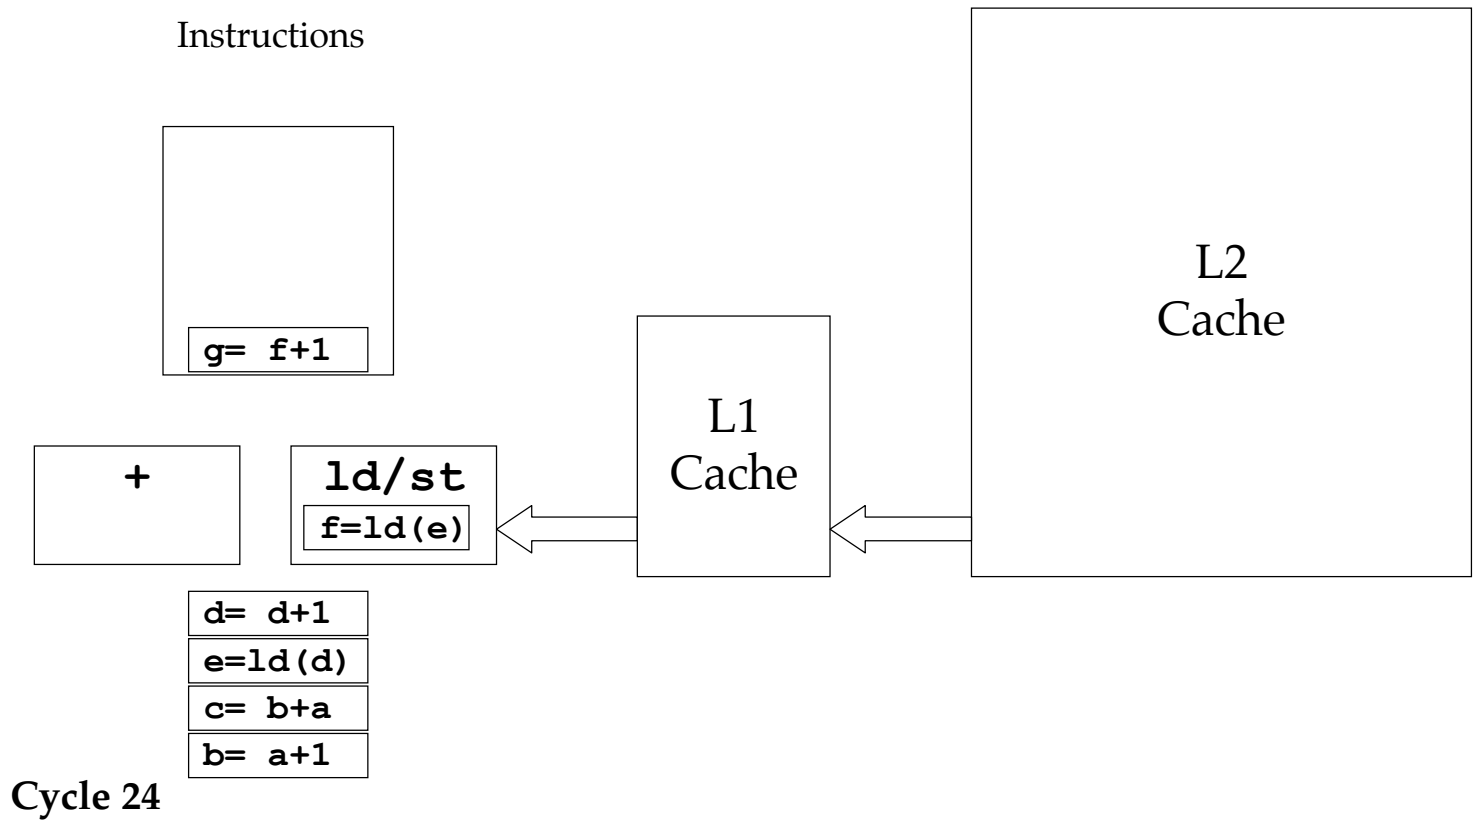 Instructions
g= f+1
+
ld/st
f=ld(e)
L1
Cache
L2
Cache
d= d+1
e=ld(d)
c= b+a
b= a+1
Cycle 24